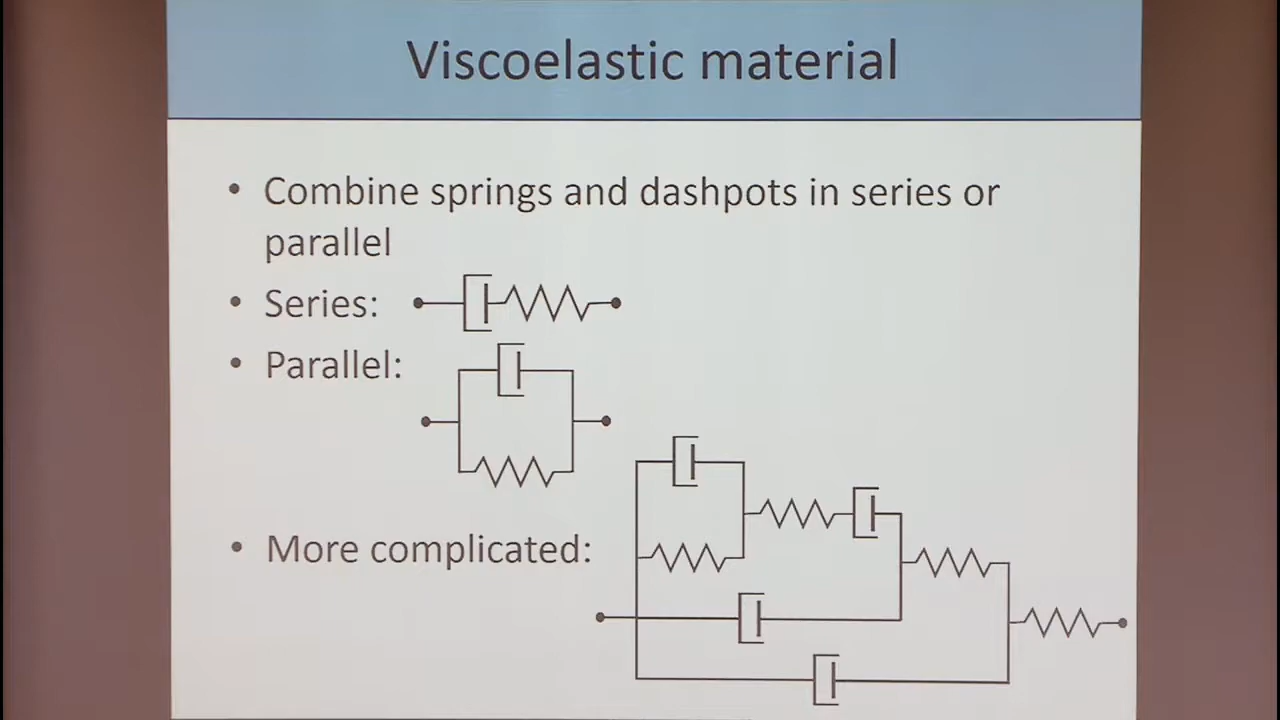 Viscoelastic material
• Combine springs and dashpots in series or
parallel
• Series:
• Parallel:
• More complicated: